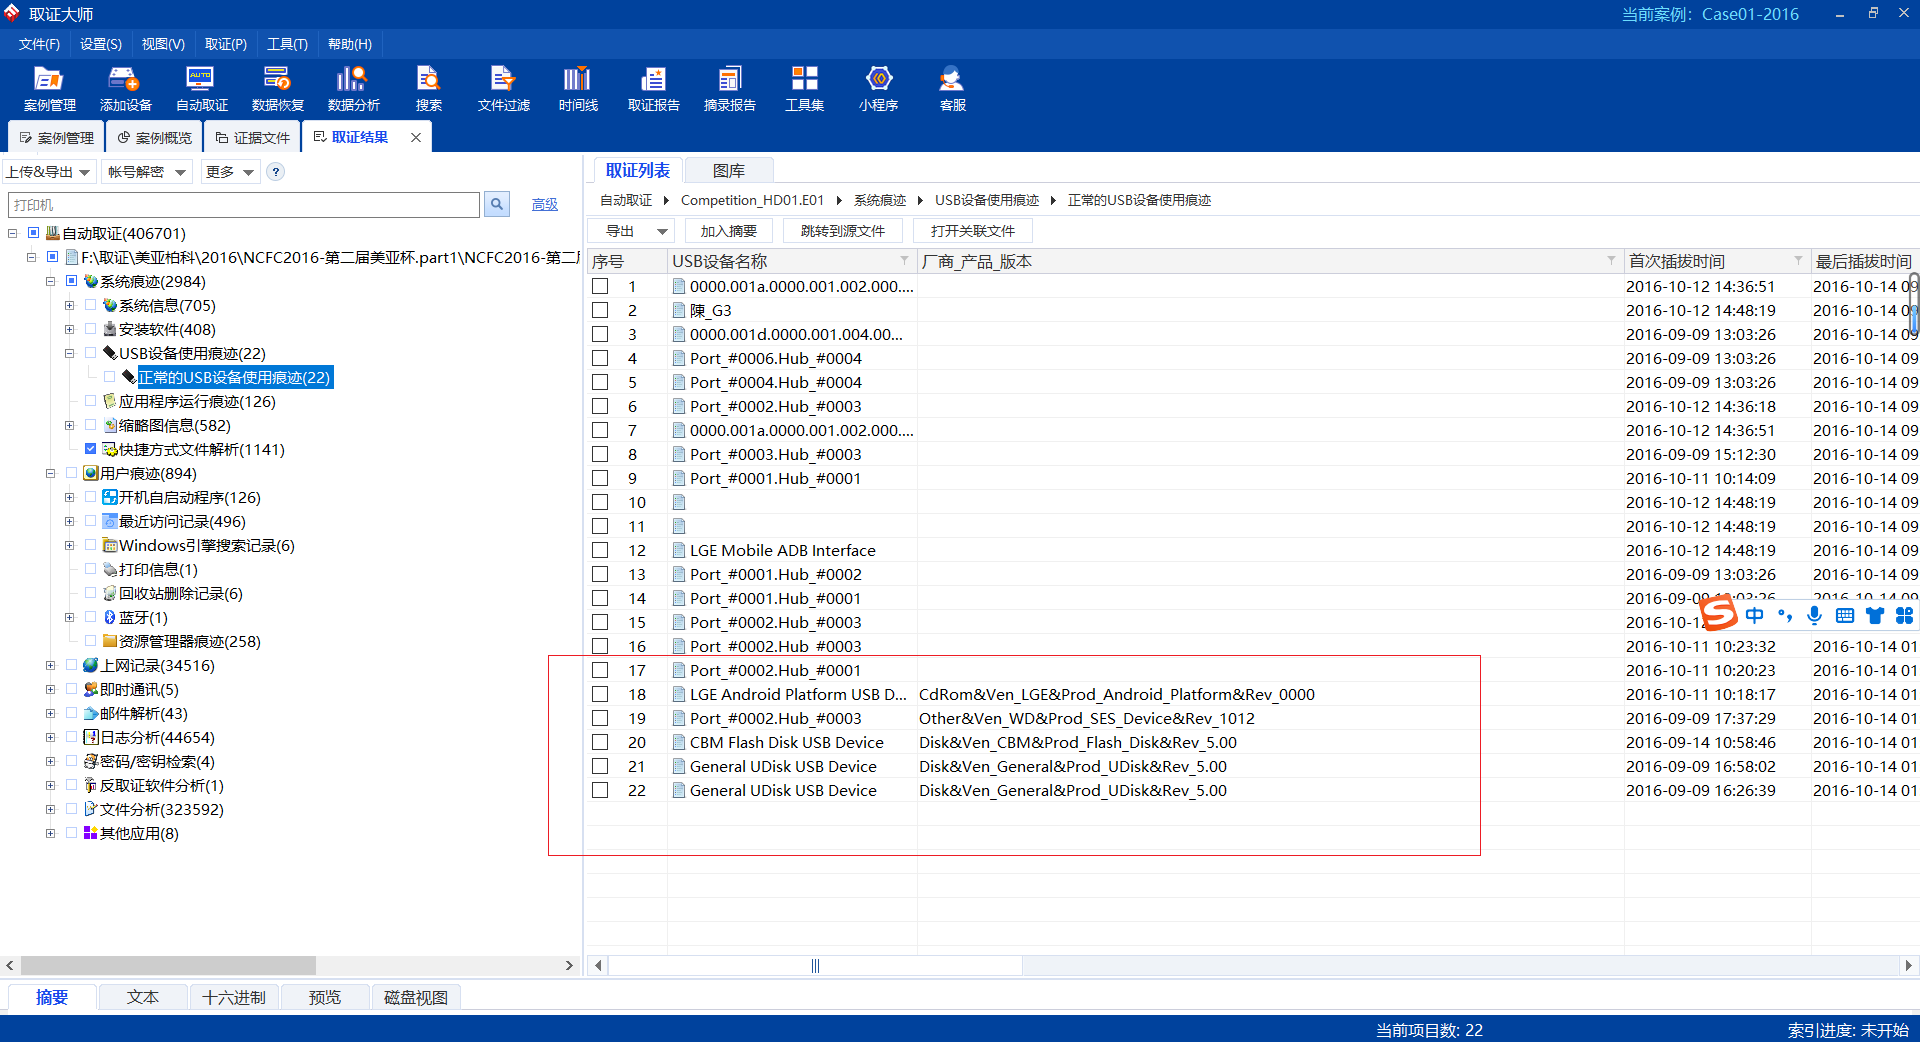 取证大师
当前案例：Case01-2016
文件(F) 设置(S) 视图(V) 取证(P) 工具(T) 帮助(H)
案例管理 添加设备 自动取证 数据恢复 数据分析 搜索 文件过滤 时间线 取证报告 摘录报告 工具集 小程序 客服
案例管理 案例概览 证据文件 取证结果
上传&导出 帐号解密 更多 ?
打印机 高级
自动取证(406701)
F:\取证\美亚柏科\2016\NCFC2016-第二届美亚杯.part1\NCFC2016-第二
系统痕迹(2984)
系统信息(705)
安装软件(408)
USB设备使用痕迹(22)
正常的USB设备使用痕迹(22)
应用程序运行痕迹(126)
缩略图信息(582)
快捷方式文件解析(1141)
用户痕迹(894)
开机自启动程序(126)
最近访问记录(496)
Windows引擎搜索记录(6)
打印信息(1)
回收站删除记录(6)
蓝牙(1)
资源管理器痕迹(258)
上网记录(34516)
即时通讯(5)
邮件解析(43)
日志分析(44654)
密码/密钥检索(4)
反取证软件分析(1)
文件分析(323592)
其他应用(8)
取证列表 图库
自动取证 Competition_HD01.E01 系统痕迹 USB设备使用痕迹 正常的USB设备使用痕迹
导出 加入摘要 跳转到源文件 打开关联文件
序号 USB设备名称 厂商_产品_版本 首次插拔时间 最后插拔时间
1 0000.001a.0000.001.002.000.... 2016-10-12 14:36:51 2016-10-14 09
2 陳_G3 2016-10-12 14:48:19 2016-10-14 09
3 0000.001d.0000.001.004.00... 2016-09-09 13:03:26 2016-10-14 09
4 Port_#0006.Hub_#0004 2016-09-09 13:03:26 2016-10-14 09
5 Port_#0004.Hub_#0004 2016-09-09 13:03:26 2016-10-14 09
6 Port_#0002.Hub_#0003 2016-10-12 14:36:18 2016-10-14 09
7 0000.001a.0000.001.002.000.... 2016-10-12 14:36:51 2016-10-14 09
8 Port_#0003.Hub_#0003 2016-09-09 15:12:30 2016-10-14 09
9 Port_#0001.Hub_#0001 2016-10-11 10:14:09 2016-10-14 09
10 2016-10-12 14:48:19 2016-10-14 09
11 2016-10-12 14:48:19 2016-10-14 09
12 LGE Mobile ADB Interface 2016-10-12 14:48:19 2016-10-14 09
13 Port_#0001.Hub_#0002 2016-09-09 13:03:26 2016-10-14 09
14 Port_#0001.Hub_#0001 2016-09-09 13:03:26 2016-10-14 09
15 Port_#0002.Hub_#0003 2016-10-1
16 Port_#0002.Hub_#0003 2016-10-11 10:23:32 2016-10-14 01
17 Port_#0002.Hub_#0001 2016-10-11 10:20:23 2016-10-14 01
18 LGE Android Platform USB D... CdRom&Ven_LGE&Prod_Android_Platform&Rev_0000 2016-10-11 10:18:17 2016-10-14 01
19 Port_#0002.Hub_#0003 Other&Ven_WD&Prod_SES_Device&Rev_1012 2016-09-09 17:37:29 2016-10-14 01
20 CBM Flash Disk USB Device Disk&Ven_CBM&Prod_Flash_Disk&Rev_5.00 2016-09-14 10:58:46 2016-10-14 01
21 General UDisk USB Device Disk&Ven_General&Prod_UDisk&Rev_5.00 2016-09-09 16:58:02 2016-10-14 01
22 General UDisk USB Device Disk&Ven_General&Prod_UDisk&Rev_5.00 2016-09-09 16:26:39 2016-10-14 01
中
摘要 文本 十六进制 预览 磁盘视图
当前项目数: 22 索引进度: 未开始